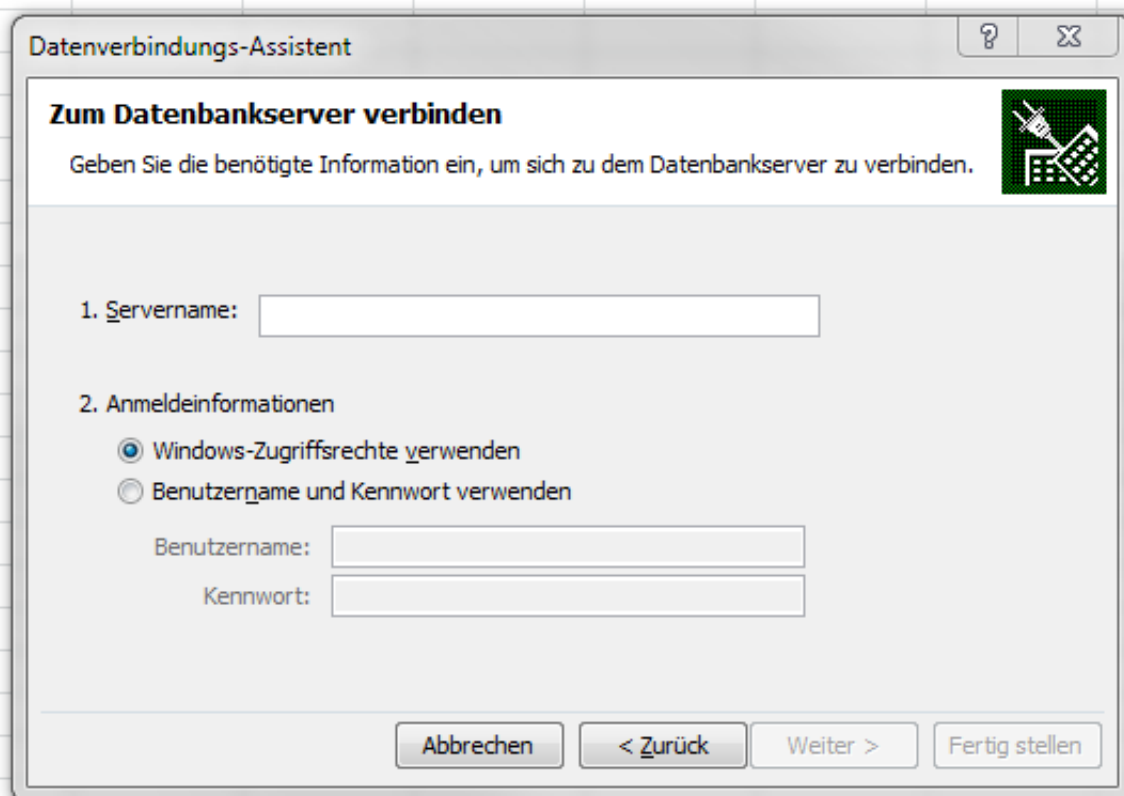 Datenverbindungs-Assistent
Zum Datenbankserver verbinden
Geben Sie die benötigte Information ein, um sich zu dem Datenbankserver zu verbinden.
1. Servername:
2. Anmeldeinformationen
Windows-Zugriffsrechte verwenden
Benutzername und Kennwort verwenden
Benutzername:
Kennwort:
Abbrechen < Zurück Weiter > Fertig stellen